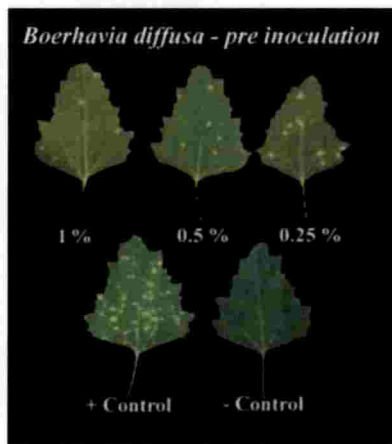 Boerhavia diffusa - pre inoculation
1 % 0.5 % 0.25 %
+ Control - Control